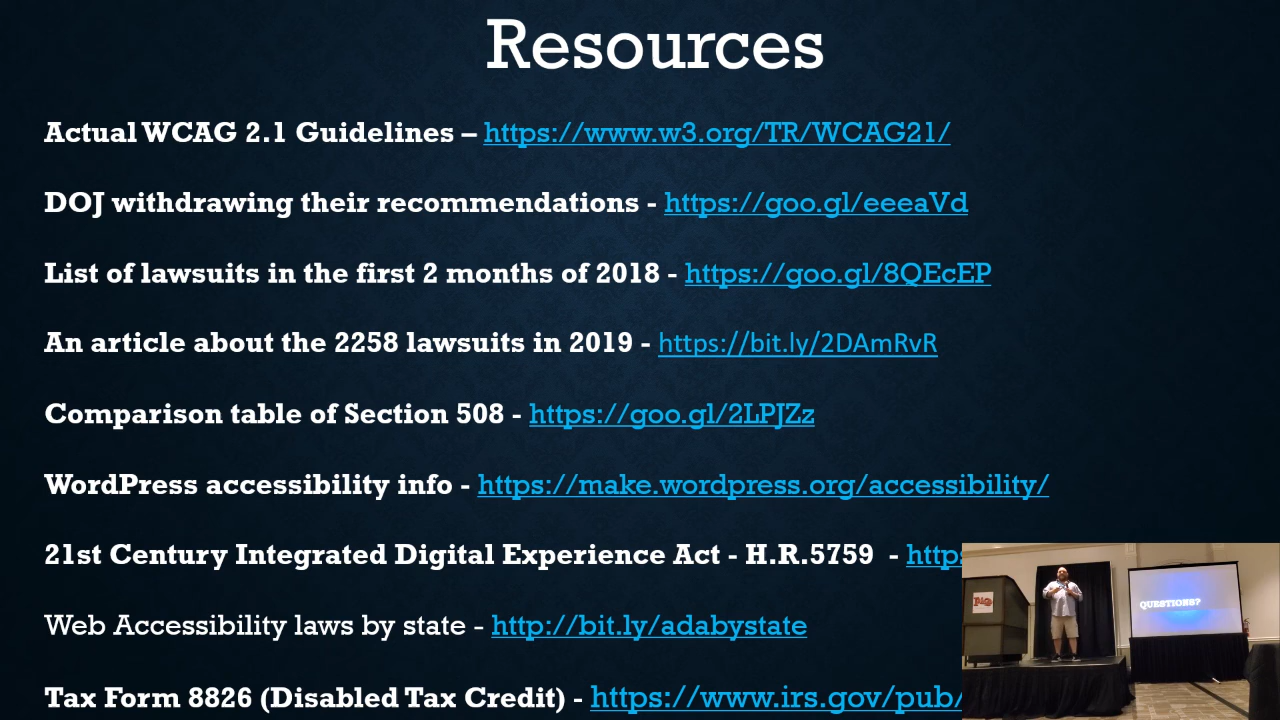 Resources
Actual WCAG 2.1 Guidelines – https://www.w3.org/TR/WCAG21/
DOJ withdrawing their recommendations - https://goo.gl/eeeaVd
List of lawsuits in the first 2 months of 2018 - https://goo.gl/8QEcEP
An article about the 2258 lawsuits in 2019 - https://bit.ly/2DAmRvR
Comparison table of Section 508 - https://goo.gl/2LPJZz
WordPress accessibility info - https://make.wordpress.org/accessibility/
21st Century Integrated Digital Experience Act - H.R.5759 - https
Web Accessibility laws by state - http://bit.ly/adabystate
Tax Form 8826 (Disabled Tax Credit) - https://www.irs.gov/pub/
QUESTIONS?